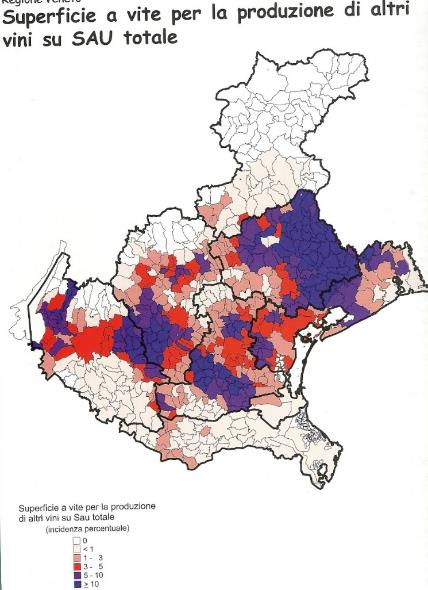 Regione Veneto
Superficie a vite per la produzione di altri
vini su SAU totale
Superficie a vite per la produzione
di altri vini su Sau totale
(incidenza percentuale)
0
< 1
1 - 3
3 - 5
5 - 10
≥ 10